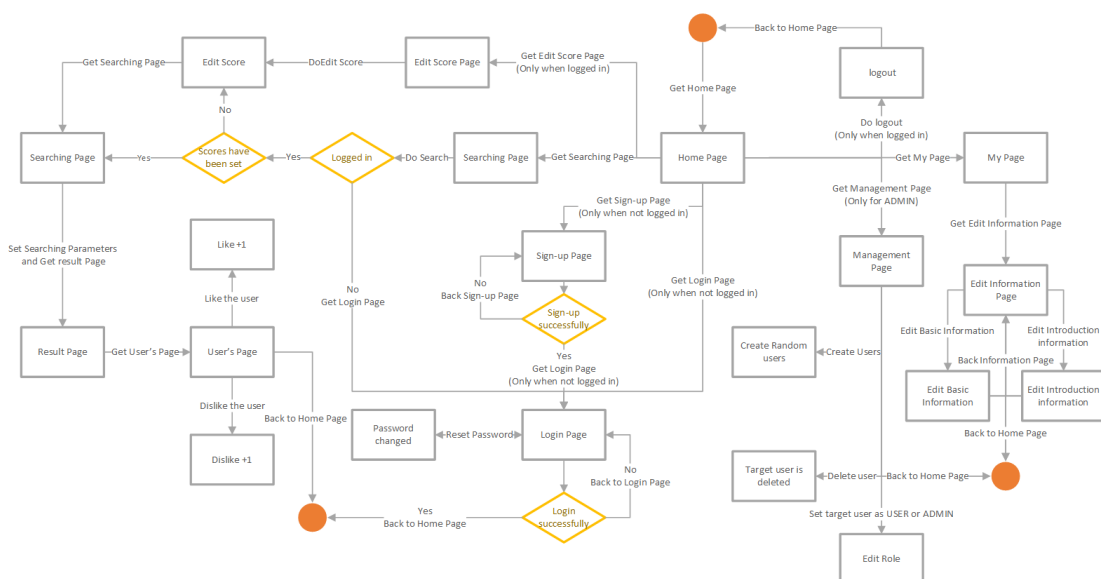 Back to Home Page
Get Searching Page
Edit Score
DoEdit Score
Edit Score Page
Get Edit Score Page
(Only when logged in)
logout
Get Home Page
No
Do logout
(Only when logged in)
Searching Page
Yes
Scores have
been set
Yes
Logged in
Do Search
Searching Page
Get Searching Page
Home Page
Get My Page
My Page
Get Management Page
(Only for ADMIN)
Get Sign-up Page
(Only when not logged in)
Get Edit Information Page
Set Searching Parameters
and Get result Page
Like +1
Sign-up Page
Management
Page
No
Get Login Page
No
Back Sign-up Page
Get Login Page
(Only when not logged in)
Edit Information
Page
Like the user
Sign-up
successfully
Edit Basic Information
Edit Introduction
information
Result Page
Get User's Page
User's Page
Yes
Get Login Page
(Only when not logged in)
Create Random
users
Create Users
Back Information Page
Edit Basic
Information
Edit Introduction
information
Dislike the user
Back to Home Page
Password
changed
Reset Password
Login Page
Back to Home Page
Dislike +1
No
Back to Login Page
Target user is
deleted
Delete user
Back to Home Page
Yes
Back to Home Page
Login
successfully
Set target user as USER or ADMIN
Edit Role